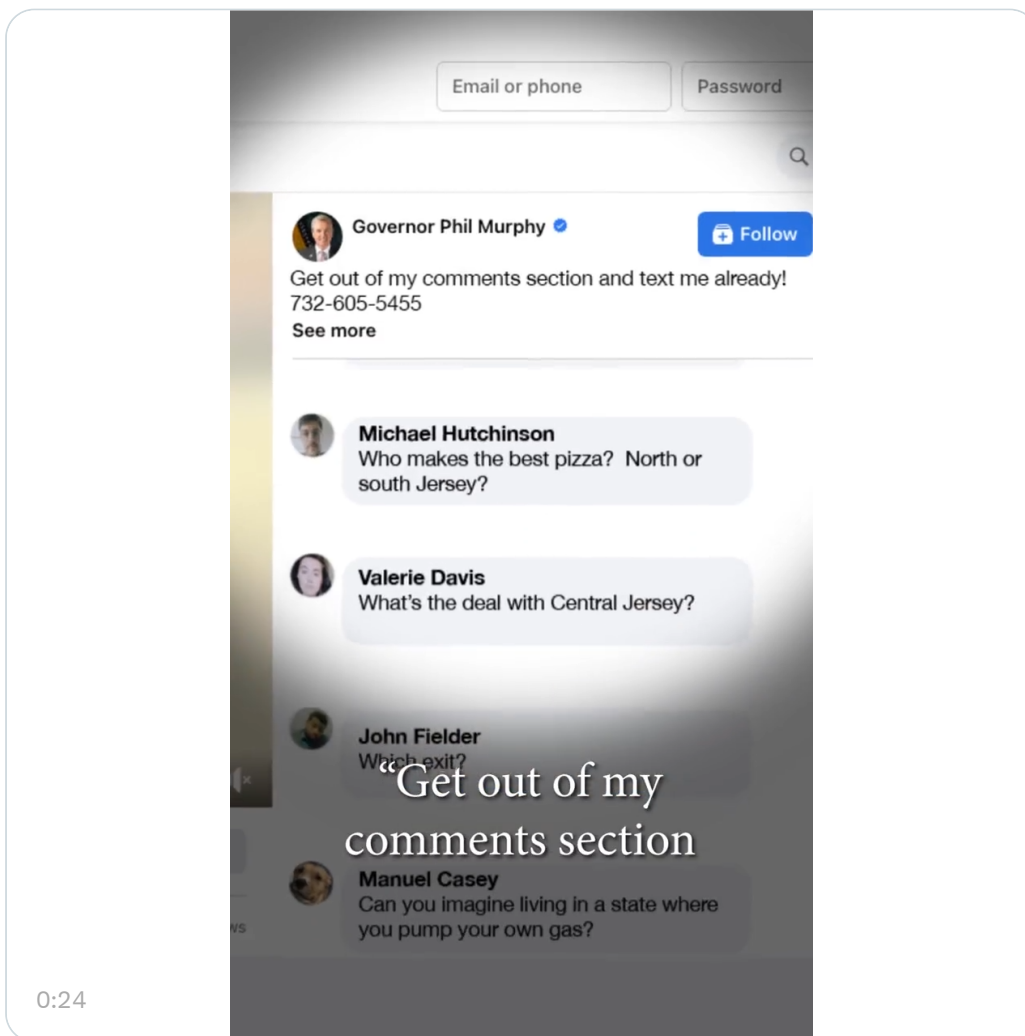 Email or phone
Password
Governor Phil Murphy
Follow
Get out of my comments section and text me already!
732-605-5455
See more
Michael Hutchinson
Who makes the best pizza? North or
south Jersey?
Valerie Davis
What's the deal with Central Jersey?
John Fielder
Which exit?
“Get out of my
comments section
Manuel Casey
Can you imagine living in a state where
you pump your own gas?
ws
0:24